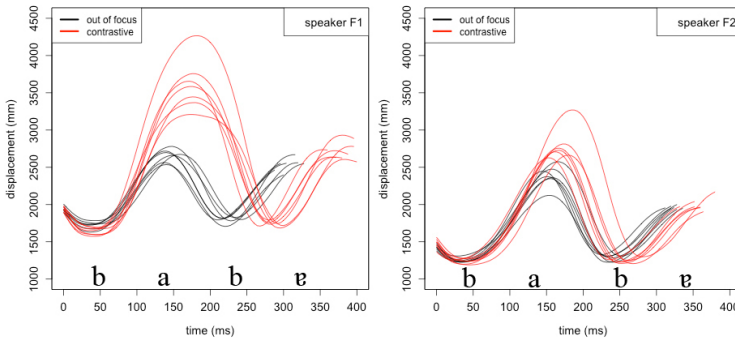 out of focus
contrastive
speaker F1
displacement (mm)
4500
4000
3500
3000
2500
2000
1500
1000
b a b ɐ
0 50 100 150 200 250 300 350 400
time (ms)
out of focus
contrastive
speaker F2
displacement (mm)
4500
4000
3500
3000
2500
2000
1500
1000
b a b ɐ
0 50 100 150 200 250 300 350 400
time (ms)